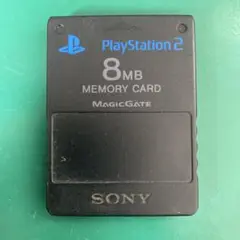 PlayStation 2
8MB
MEMORY CARD
MAGICGATE
SONY